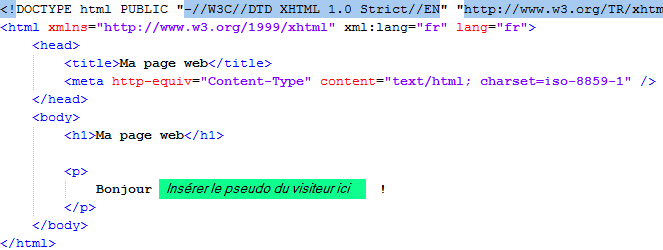 <!DOCTYPE html PUBLIC "-//W3C//DTD XHTML 1.0 Strict//EN" "http://www.w3.org/TR/xhtm
<html xmlns="http://www.w3.org/1999/xhtml" xml:lang="fr" lang="fr">
<head>
<title>Ma page web</title>
<meta http-equiv="Content-Type" content="text/html; charset=iso-8859-1" />
</head>
<body>
<h1>Ma page web</h1>
<p>
Bonjour Insérer le pseudo du visiteur ici !
</p>
</body>
</html>